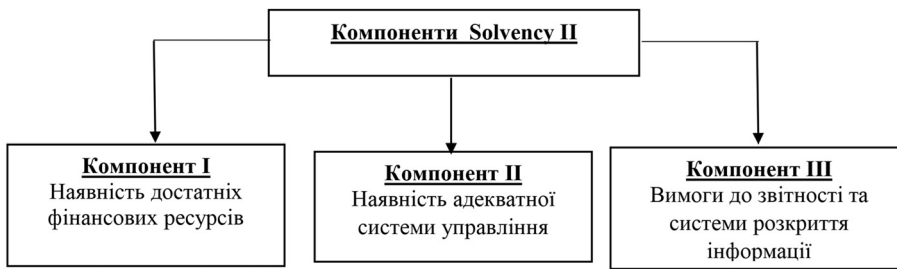 Компоненти Solvency II
Компонент I
Наявність достатніх
фінансових ресурсів
Компонент II
Наявність адекватної
системи управління
Компонент III
Вимоги до звітності та
системи розкриття
інформації